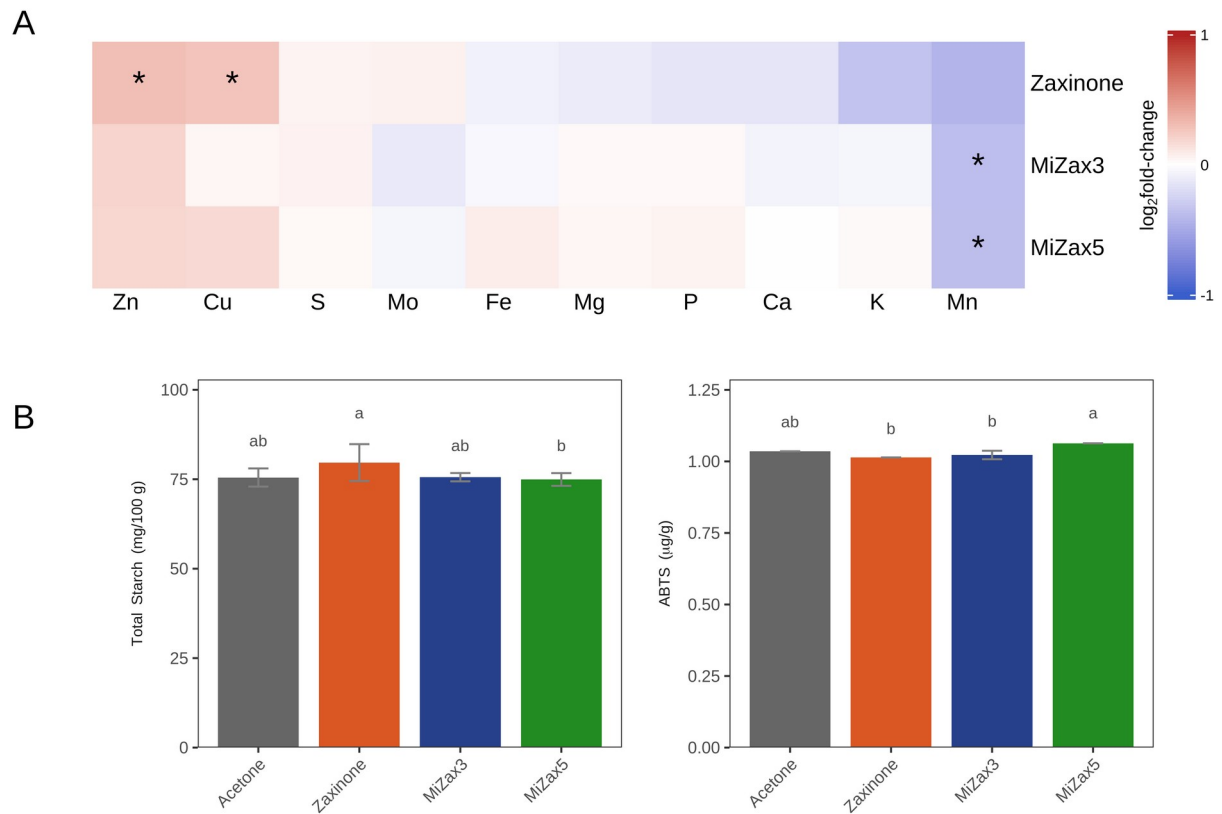 A
* * Zaxinone
* MiZax3
* MiZax5
Zn Cu S Mo Fe Mg P Ca K Mn
1
0
-1
log2fold-change
B
100
75
50
25
0
Total Starch (mg/100 g)
ab a ab b
Acetone Zaxinone MiZax3 MiZax5
1.25
1.00
0.75
0.50
0.25
0.00
ABTS (μg/g)
ab b b a
Acetone Zaxinone MiZax3 MiZax5